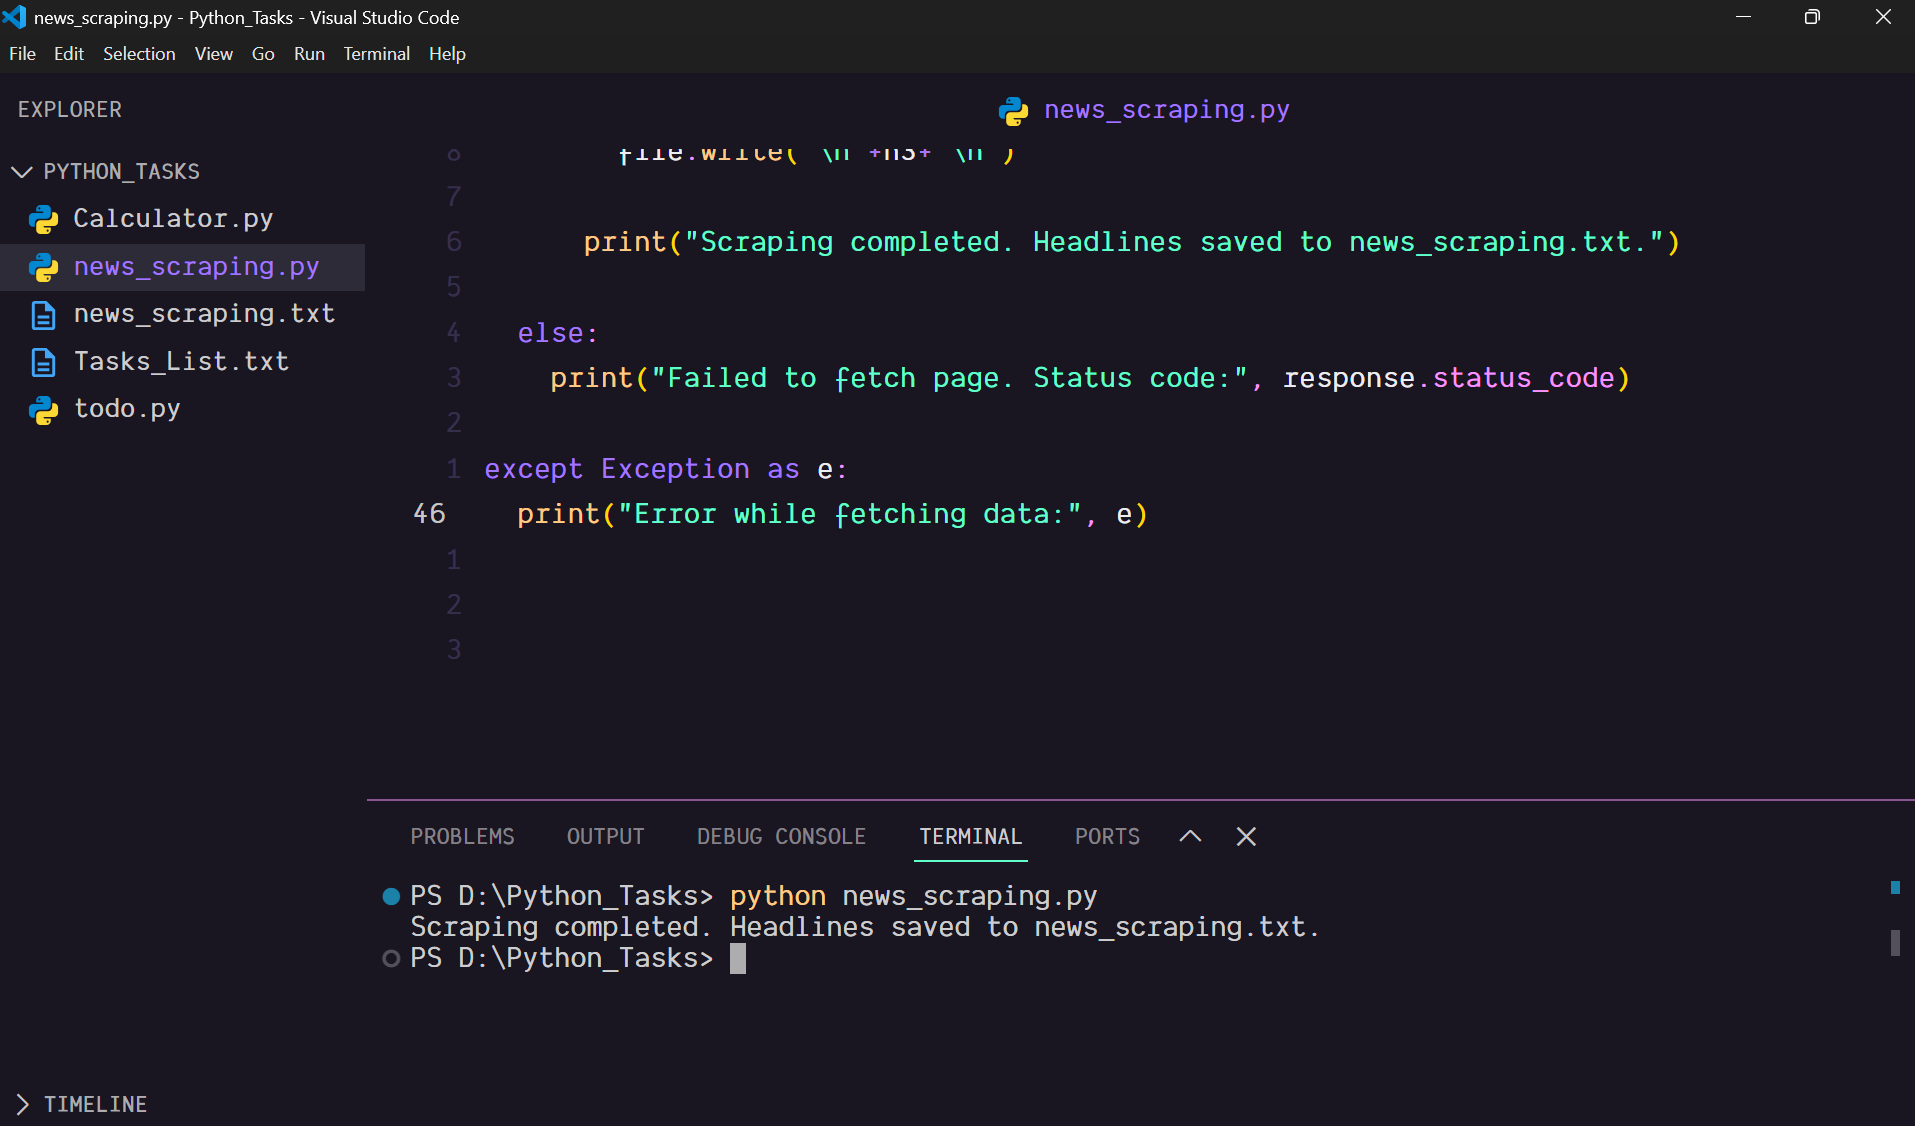 news_scraping.py - Python_Tasks - Visual Studio Code
File Edit Selection View Go Run Terminal Help
EXPLORER
PYTHON_TASKS
Calculator.py
news_scraping.py
news_scraping.txt
Tasks_List.txt
todo.py
TIMELINE
news_scraping.py
7
6 print("Scraping completed. Headlines saved to news_scraping.txt.")
5
4 else:
3 print("Failed to fetch page. Status code:", response.status_code)
2
1 except Exception as e:
46 print("Error while fetching data:", e)
1
2
3
PROBLEMS OUTPUT DEBUG CONSOLE TERMINAL PORTS
PS D:\Python_Tasks> python news_scraping.py
Scraping completed. Headlines saved to news_scraping.txt.
PS D:\Python_Tasks>